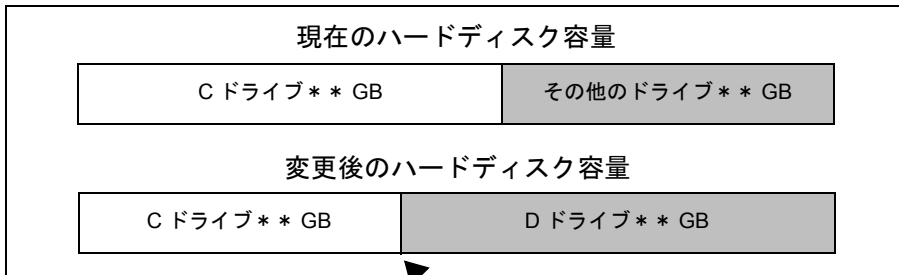 現在のハードディスク容量
C ドライブ＊＊ GB
その他のドライブ＊＊ GB
変更後のハードディスク容量
C ドライブ＊＊ GB
D ドライブ＊＊ GB